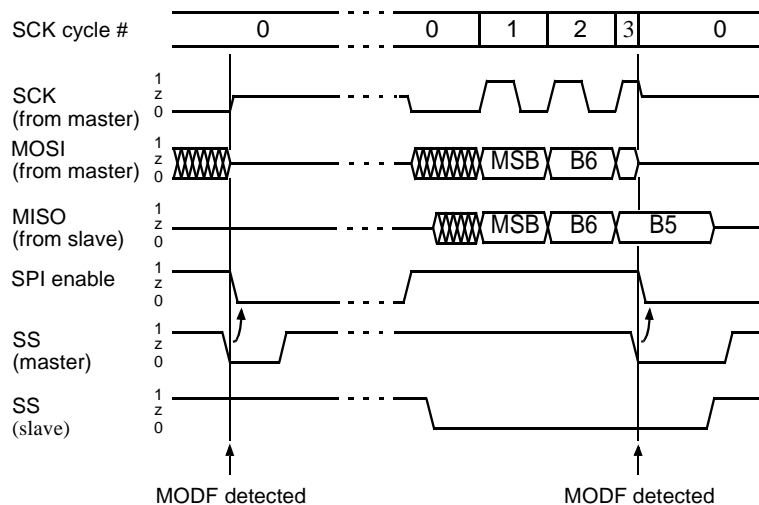 SCK cycle # 0 0 1 2 3 0
SCK
(from master) 1 z 0
MOSI
(from master) 1 z 0 MSB B6
MISO
(from slave) 1 z 0 MSB B6 B5
SPI enable 1 z 0
SS
(master) 1 z 0
SS
(slave) 1 z 0
MODF detected MODF detected